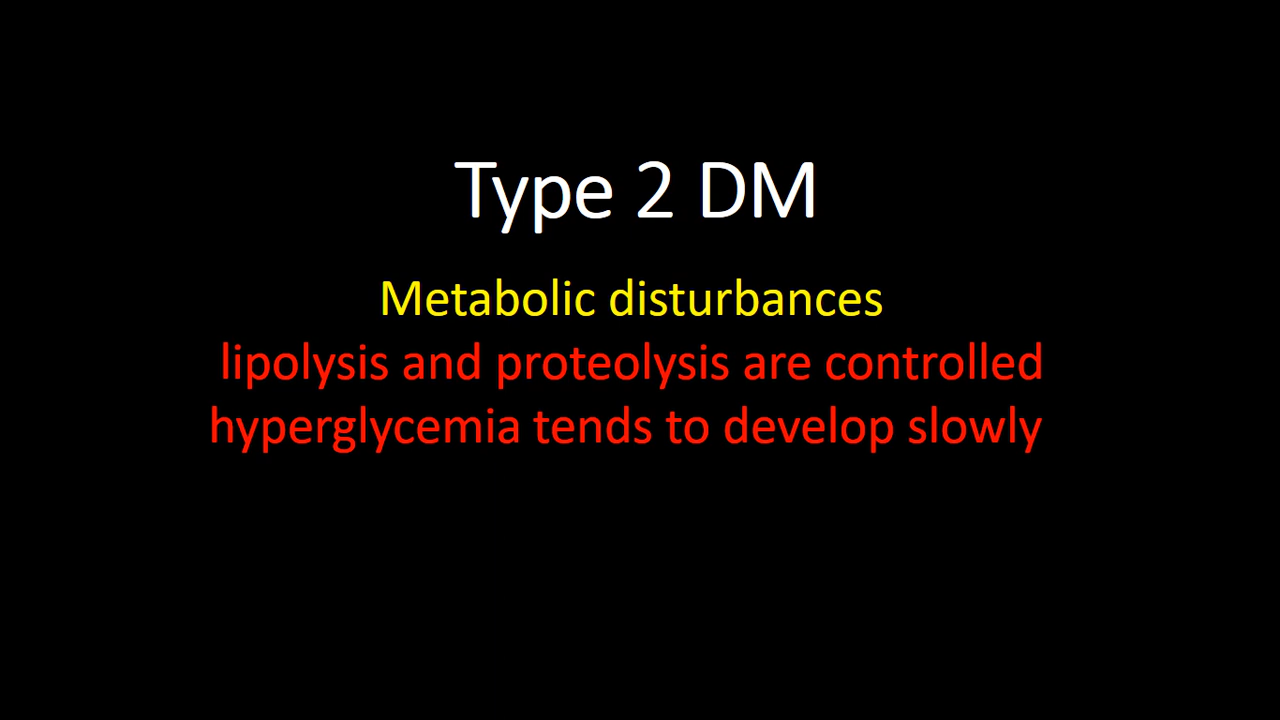 Type 2 DM
Metabolic disturbances
lipolysis and proteolysis are controlled
hyperglycemia tends to develop slowly